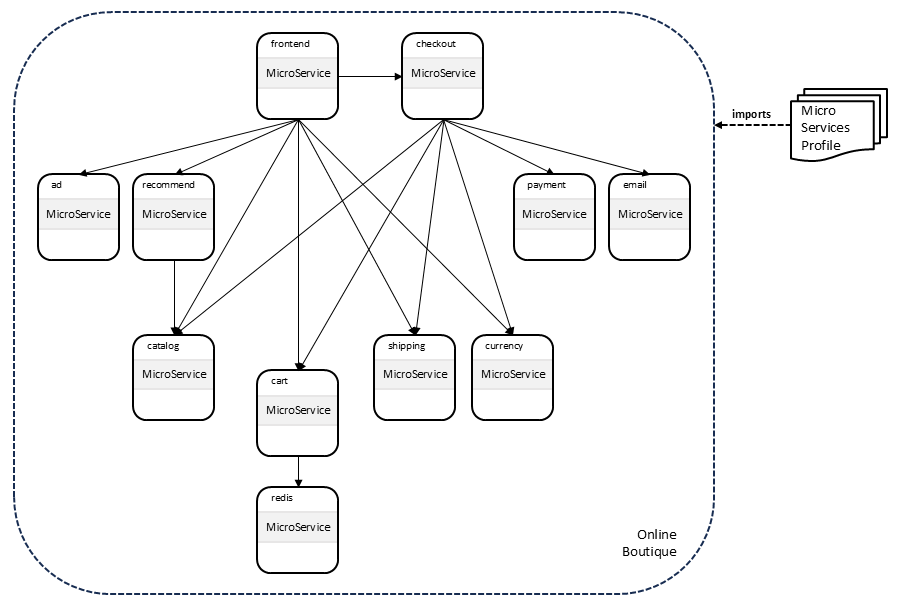 frontend
MicroService
checkout
MicroService
imports
Micro
Services
Profile
ad
MicroService
recommend
MicroService
payment
MicroService
email
MicroService
catalog
MicroService
cart
MicroService
shipping
MicroService
currency
MicroService
redis
MicroService
Online
Boutique